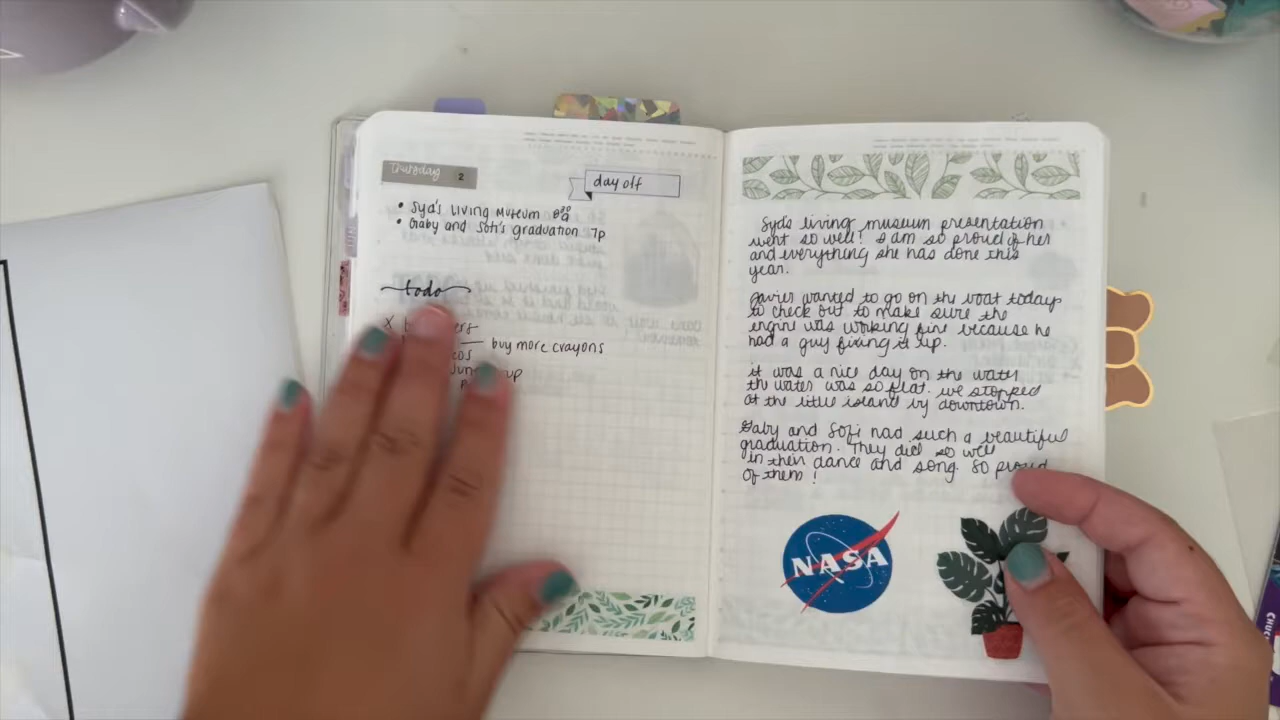 Thursday 2
day off
• Syd's Living Museum 830a
• Gaby and Sofi's graduation 7p
todo
X
buy more crayons
up
Syd's living museum presentation
went so well! I am so proud of her
and everything she has done this
year.
Javier wanted to go on the boat today
to check out to make sure the
engine was working fine because he
had a guy fixing it up.
it was a nice day on the water
the water was so flat. we stopped
at the little island by downtown.
Gaby and Sofi had such a beautiful
graduation. They did so well
in their dance and song. So proud
of them!
NASA